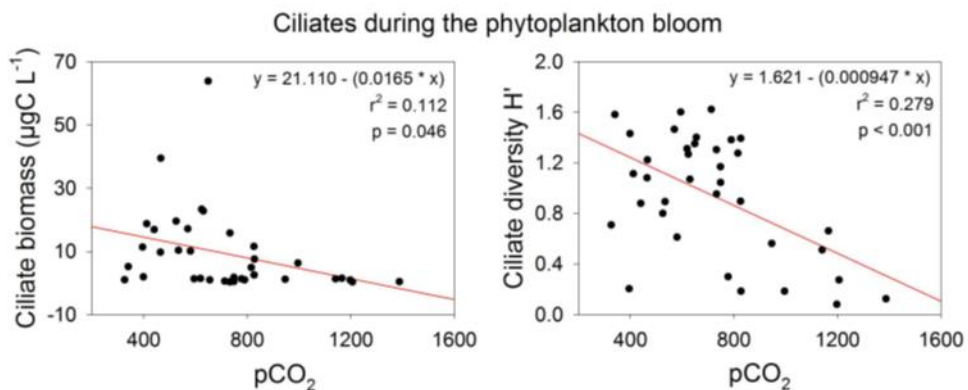 Ciliates during the phytoplankton bloom
Ciliate biomass (µgC L⁻¹)
70
50
30
10
-10
y = 21.110 - (0.0165 * x)
r² = 0.112
p = 0.046
400
800
1200
1600
pCO₂
Ciliate diversity H'
2.0
1.6
1.2
0.8
0.4
0.0
y = 1.621 - (0.000947 * x)
r² = 0.279
p < 0.001
400
800
1200
1600
pCO₂